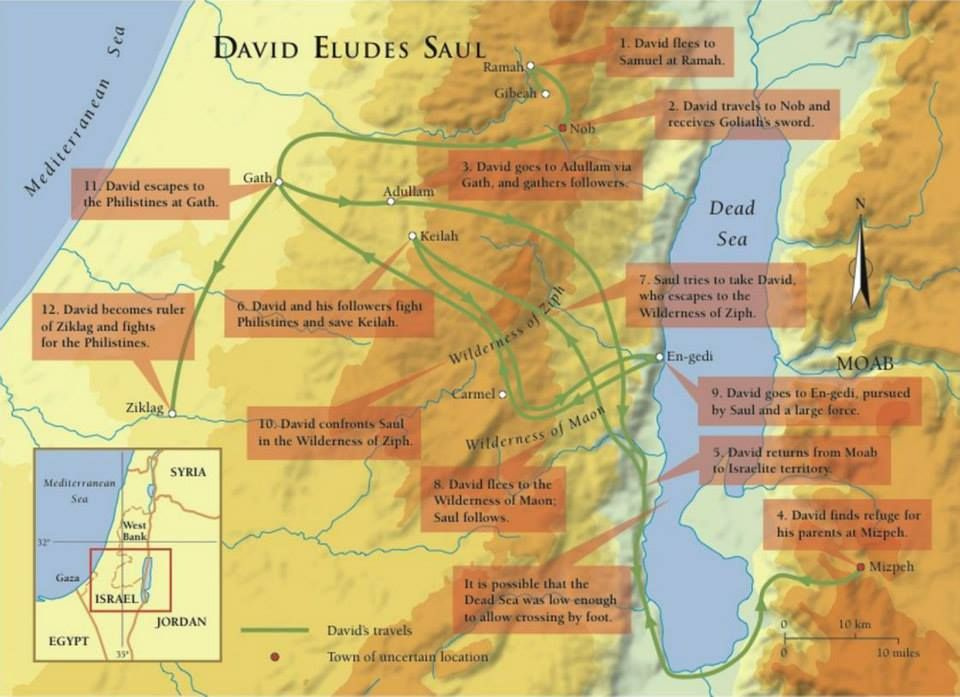 DAVID ELUDES SAUL
Mediterranean Sea
Ramah
Gibeah
Nob
1. David flees to
Samuel at Ramah.
2. David travels to Nob and
receives Goliath's sword.
3. David goes to Adullam via
Gath, and gathers followers.
Gath
Adullam
11. David escapes to
the Philistines at Gath.
Keilah
Dead
Sea
N
12. David becomes ruler
of Ziklag and fights
for the Philistines.
6. David and his followers fight
Philistines and save Keilah.
7. Saul tries to take David,
who escapes to the
Wilderness of Ziph.
Wilderness of Ziph
En-gedi
MOAB
Carmel
Ziklag
9. David goes to En-gedi, pursued
by Saul and a large force.
10. David confronts Saul
in the Wilderness of Ziph.
Wilderness of Maon
5. David returns from Moab
to Israelite territory.
8. David flees to the
Wilderness of Maon;
Saul follows.
4. David finds refuge for
his parents at Mizpeh.
Mizpeh
It is possible that the
Dead Sea was low enough
to allow crossing by foot.
SYRIA
Mediterranean
Sea
West
Bank
32°
Gaza
ISRAEL
JORDAN
EGYPT
35°
David's travels
Town of uncertain location
0 10 km
0 10 miles